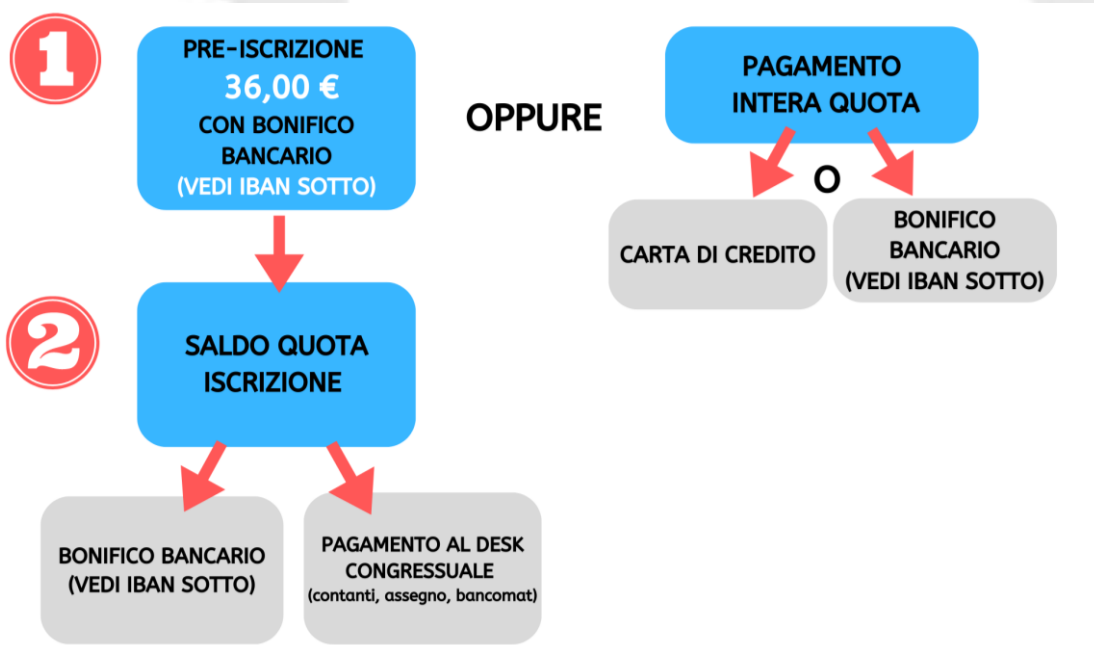 1
PRE-ISCRIZIONE
36,00 €
CON BONIFICO
BANCARIO
(VEDI IBAN SOTTO)
OPPURE
PAGAMENTO
INTERA QUOTA
O
CARTA DI CREDITO
BONIFICO
BANCARIO
(VEDI IBAN SOTTO)
2
SALDO QUOTA
ISCRIZIONE
BONIFICO BANCARIO
(VEDI IBAN SOTTO)
PAGAMENTO AL DESK
CONGRESSUALE
(contanti, assegno, bancomat)